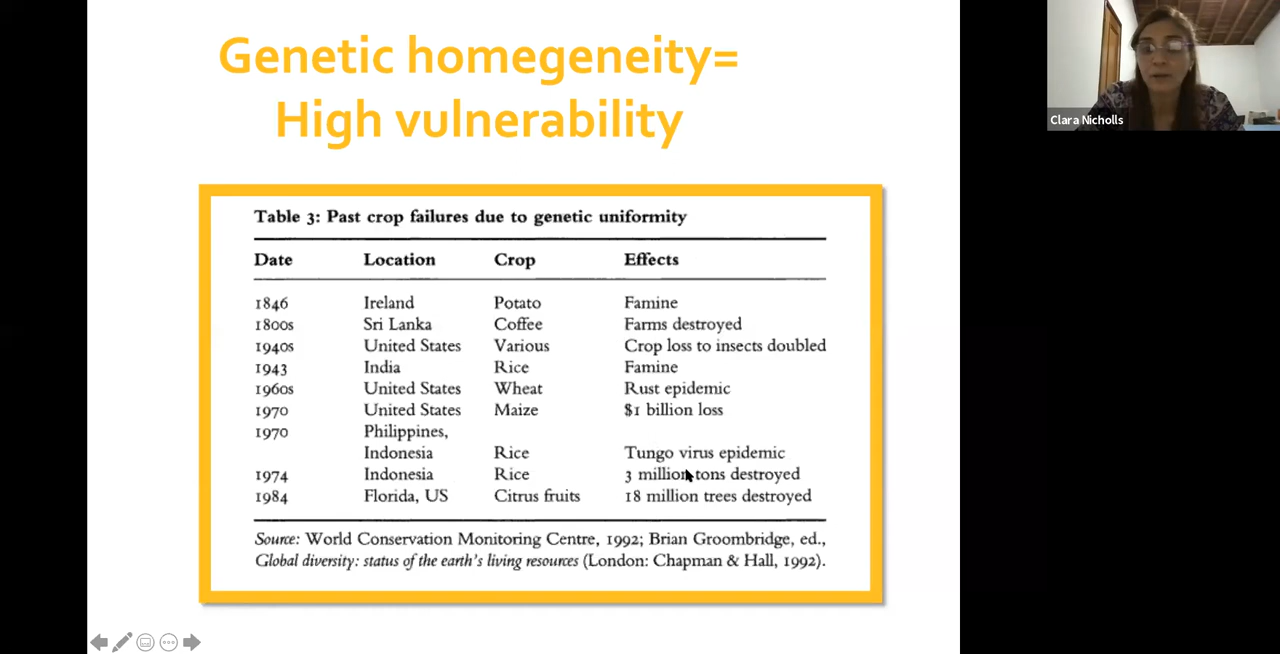 Genetic homegeneity=
High vulnerability
Table 3: Past crop failures due to genetic uniformity
Date Location Crop Effects
1846 Ireland Potato Famine
1800s Sri Lanka Coffee Farms destroyed
1940s United States Various Crop loss to insects doubled
1943 India Rice Famine
1960s United States Wheat Rust epidemic
1970 United States Maize $1 billion loss
1970 Philippines,
Indonesia Rice Tungo virus epidemic
1974 Indonesia Rice 3 million tons destroyed
1984 Florida, US Citrus fruits 18 million trees destroyed
Source: World Conservation Monitoring Centre, 1992; Brian Groombridge, ed.,
Global diversity: status of the earth's living resources (London: Chapman & Hall, 1992).
Clara Nicholls